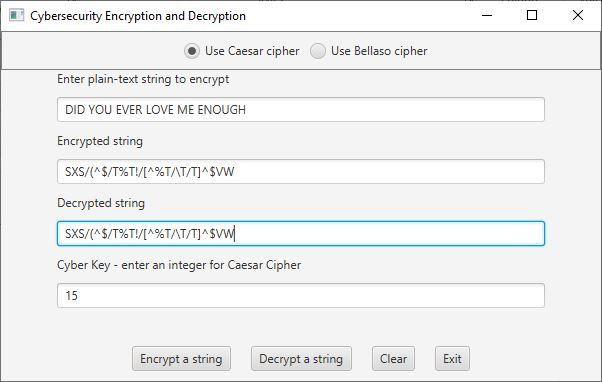 Cybersecurity Encryption and Decryption
Use Caesar cipher Use Bellaso cipher
Enter plain-text string to encrypt
DID YOU EVER LOVE ME ENOUGH
Encrypted string
SXS/(^$/T%T!/[^%T/\T/T]^$VW
Decrypted string
SXS/(^$/T%T!/[^%T/\T/T]^$VW
Cyber Key - enter an integer for Caesar Cipher
15
Encrypt a string Decrypt a string Clear Exit